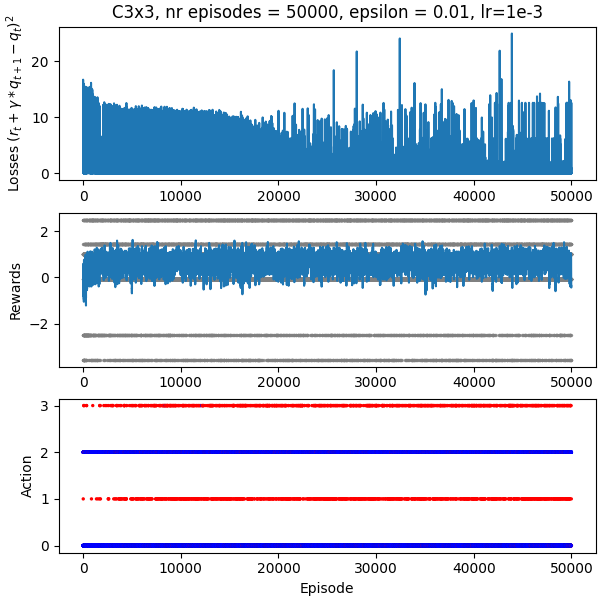 C3x3, nr episodes = 50000, epsilon = 0.01, lr=1e-3
Losses $(r_t + \gamma * q_{t+1} - q_t)^2$
20
10
0
0 10000 20000 30000 40000 50000
Rewards
2
0
−2
0 10000 20000 30000 40000 50000
Action
3
2
1
0
0 10000 20000 30000 40000 50000
Episode